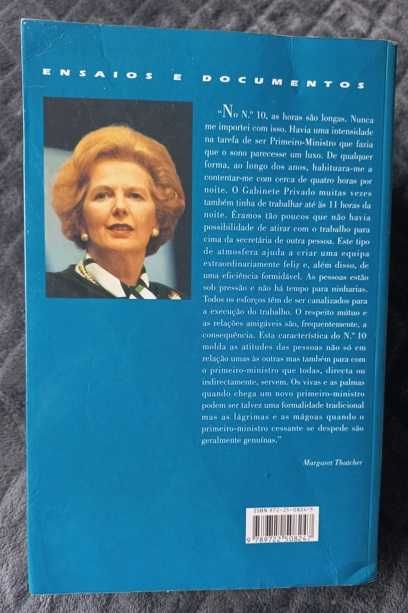 ENSAIOS E DOCUMENTOS
“No N.º 10, as horas são longas. Nunca
me importei com isso. Havia uma intensidade
na tarefa de ser Primeiro-Ministro que fazia
que o sono parecesse um luxo. De qualquer
forma, ao longo dos anos, habituara-me a
contentar-me com cerca de quatro horas por
noite. O Gabinete Privado muitas vezes
também tinha de trabalhar até às 11 horas da
noite. Éramos tão poucos que não havia
possibilidade de atirar com o trabalho para
cima da secretária de outra pessoa. Este tipo
de atmosfera ajuda a criar uma equipa
extraordinariamente feliz e, além disso, de
uma eficiência formidável. As pessoas estão
sob pressão e não há tempo para ninharias.
Todos os esforços têm de ser canalizados para
a execução do trabalho. O respeito mútuo e
as relações amigáveis são, frequentemente, a
consequência. Esta característica do N.º 10
molda as atitudes das pessoas não só em
relação umas às outras mas também para com
o primeiro-ministro que todas, directa ou
indirectamente, servem. Os vivas e as palmas
quando chega um novo primeiro-ministro
podem ser talvez uma formalidade tradicional
mas as lágrimas e as mágoas quando o
primeiro-ministro cessante se despede são
geralmente genuínas.”
Margaret Thatcher
ISBN 972-25-0824-5
9 789722 508247